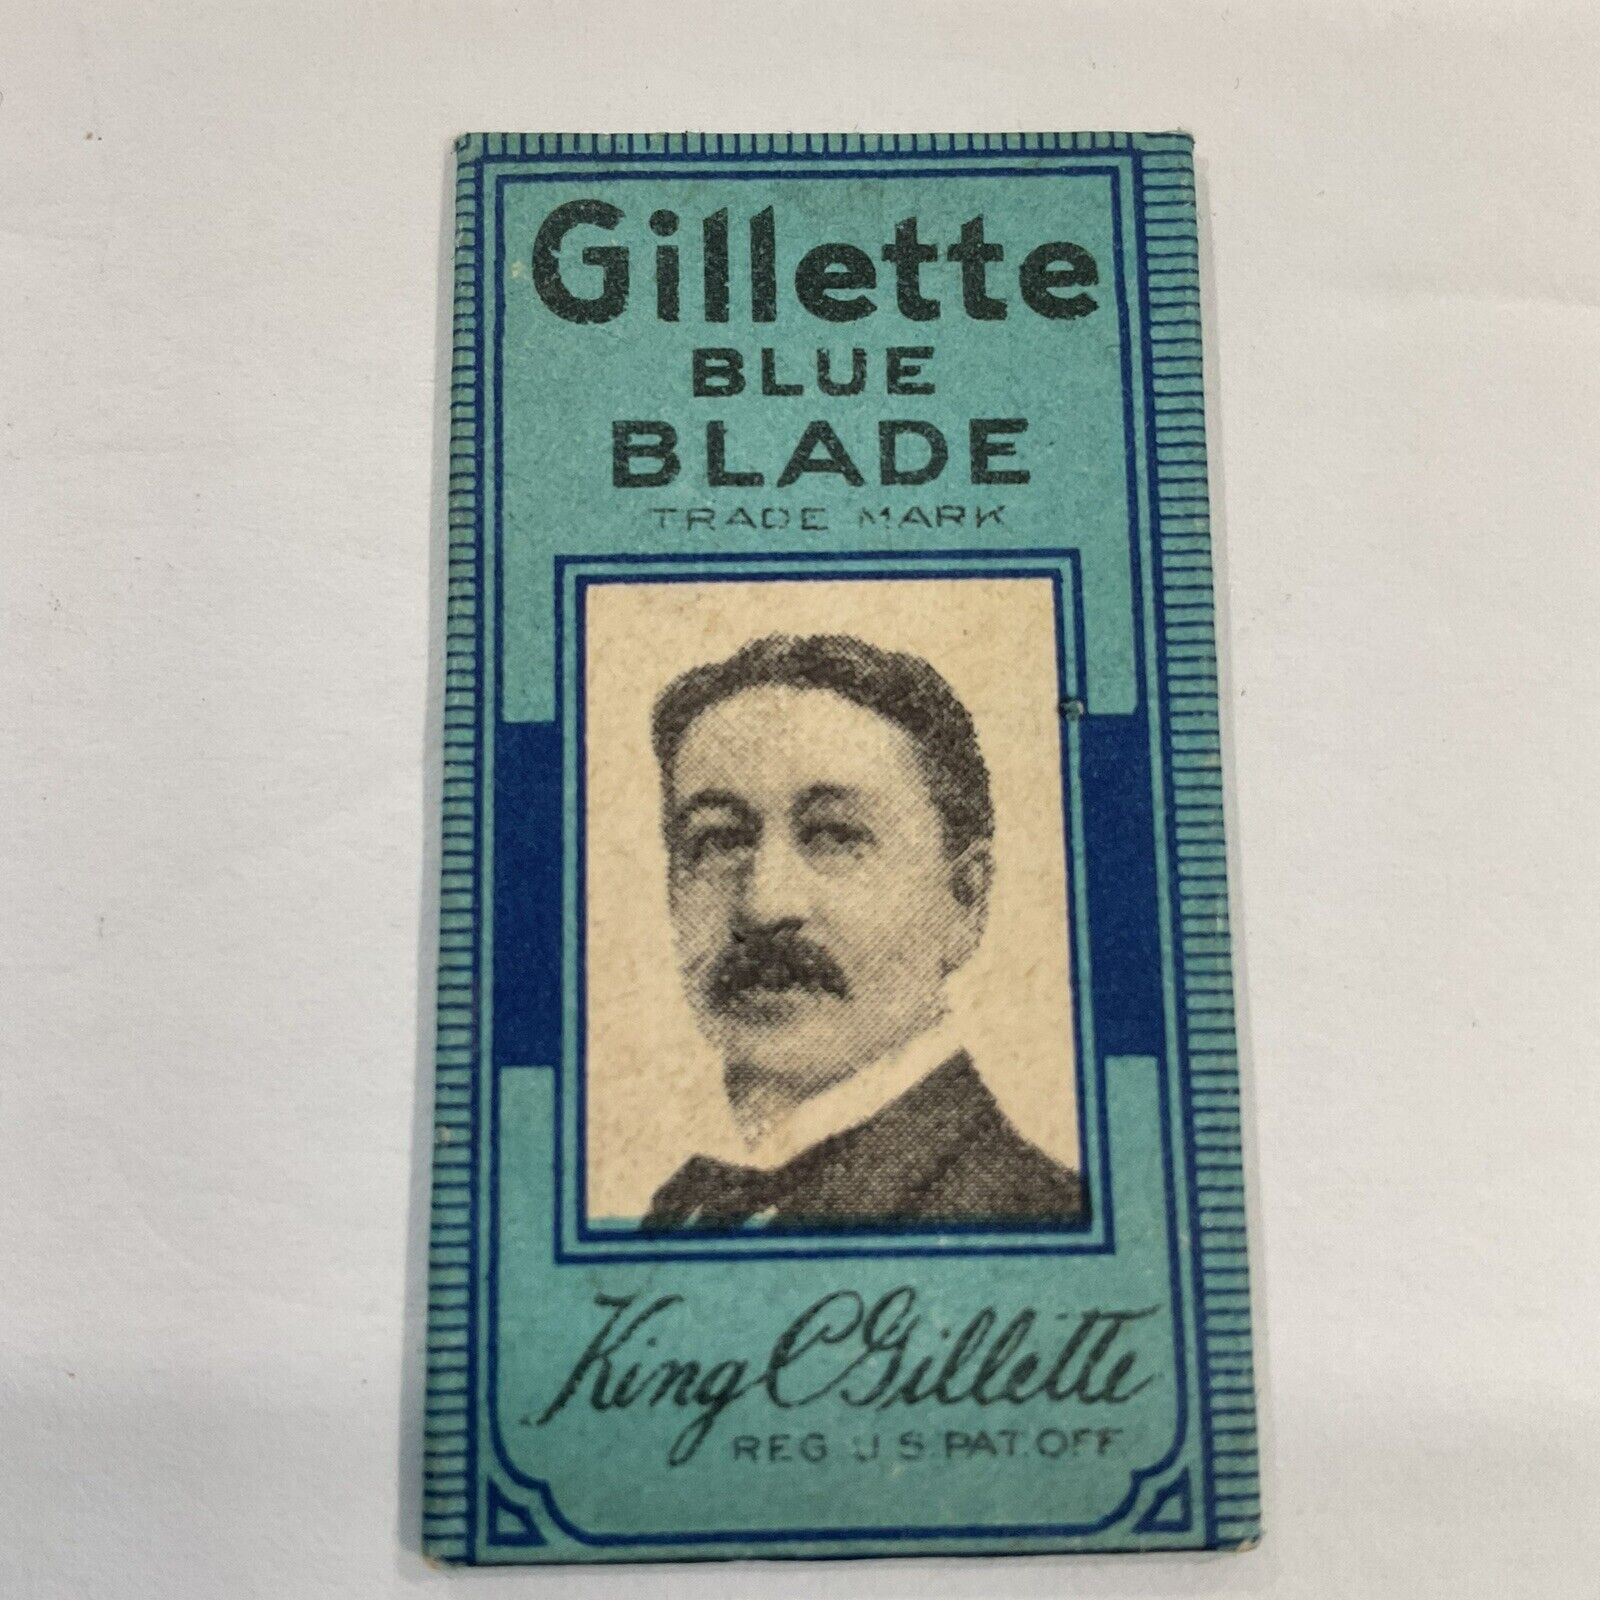 Gillette
BLUE
BLADE
TRADE MARK
King C Gillette
REG U S PAT. OFF